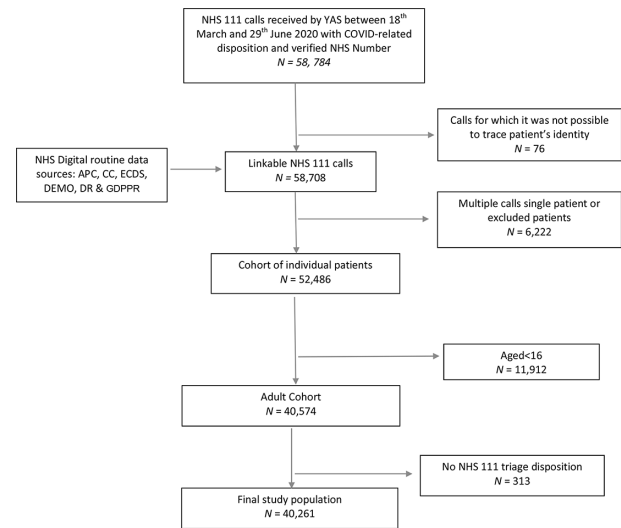 NHS 111 calls received by YAS between 18th
March and 29th June 2020 with COVID-related
disposition and verified NHS Number
N = 58, 784
Calls for which it was not possible
to trace patient's identity
N = 76
NHS Digital routine data
sources: APC, CC, ECDS,
DEMO, DR & GDPPR
Linkable NHS 111 calls
N = 58,708
Multiple calls single patient or
excluded patients
N = 6,222
Cohort of individual patients
N = 52,486
Aged<16
N = 11,912
Adult Cohort
N = 40,574
No NHS 111 triage disposition
N = 313
Final study population
N = 40,261